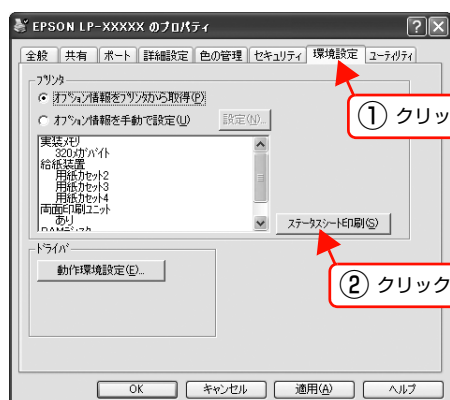 EPSON LP-XXXXX のプロパティ
全般 共有 ポート 詳細設定 色の管理 セキュリティ 環境設定 ユーティリティ
プリンタ
オプション情報をプリンタから取得(P)
オプション情報を手動で設定(U) 設定(N)...
① クリッ
実装メモリ
320メガバイト
給紙装置
用紙カセット2
用紙カセット3
用紙カセット4
両面印刷ユニット
あり
RAMディスク
ステータスシート印刷(S)
ドライバ
動作環境設定(E)...
② クリック
OK キャンセル 適用(A) ヘルプ